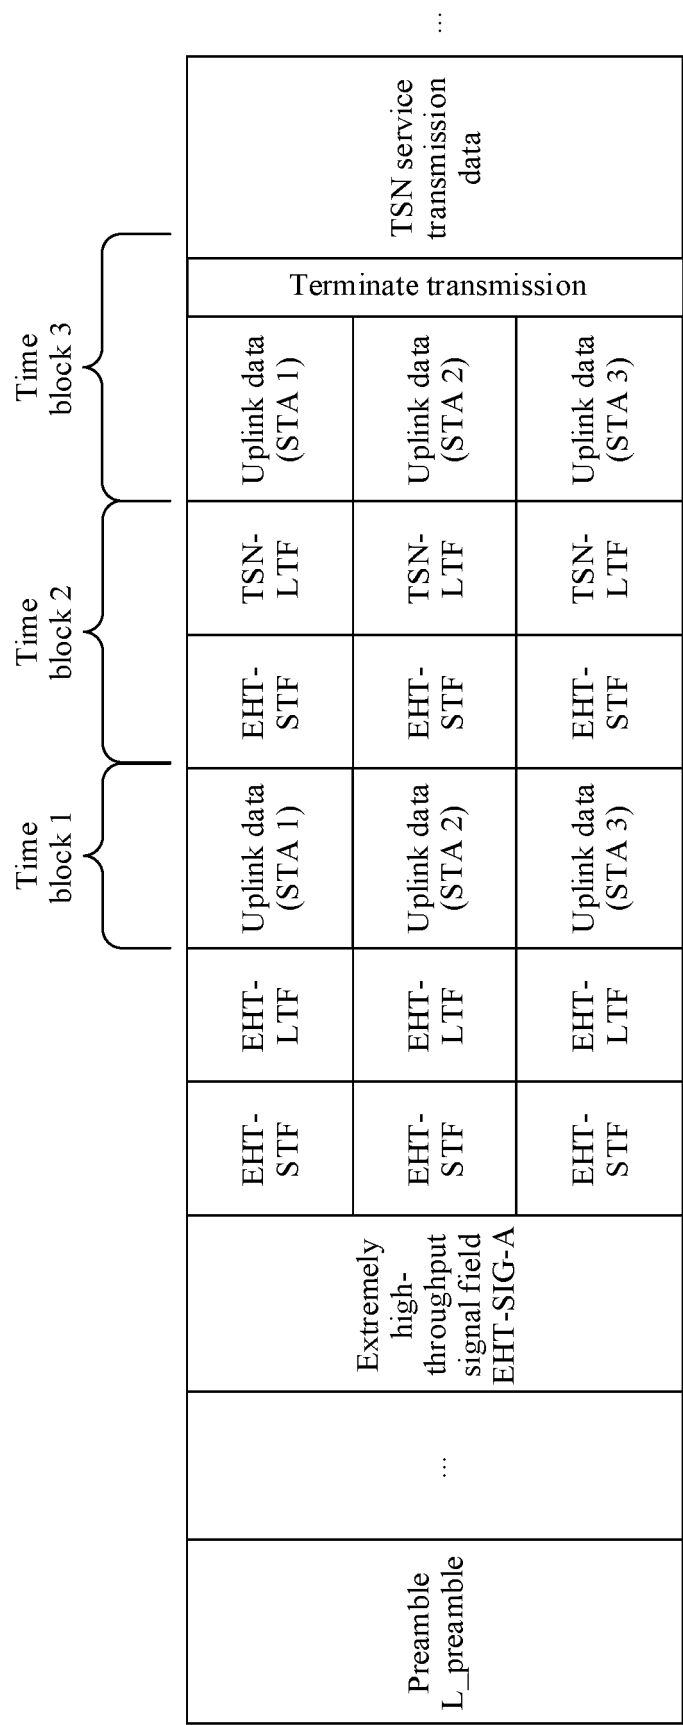 Time
block 1
Time
block 2
Time
block 3
Preamble
L_preamble
...
Extremely
high-
throughput
signal field
EHT-SIG-A
EHT-
STF
EHT-
LTF
Uplink data
(STA 1)
EHT-
STF
TSN-
LTF
Uplink data
(STA 1)
EHT-
STF
EHT-
LTF
Uplink data
(STA 2)
EHT-
STF
TSN-
LTF
Uplink data
(STA 2)
EHT-
STF
EHT-
LTF
Uplink data
(STA 3)
EHT-
STF
TSN-
LTF
Uplink data
(STA 3)
Terminate transmission
TSN service
transmission
data
...